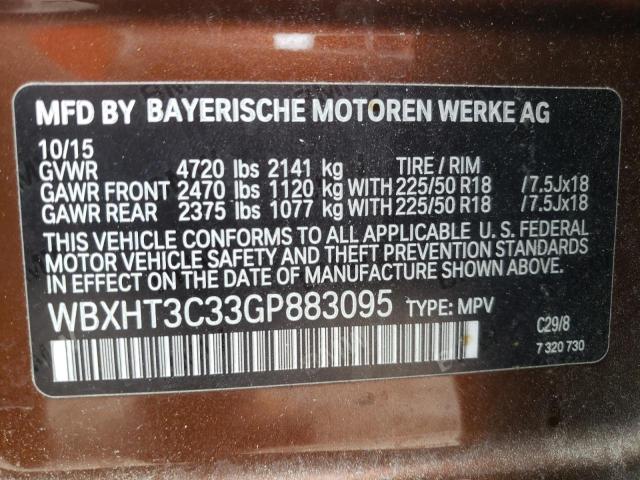 MFD BY BAYERISCHE MOTOREN WERKE AG
10/15
GVWR 4720 lbs 2141 kg TIRE / RIM
GAWR FRONT 2470 lbs 1120 kg WITH 225/50 R18 /7.5Jx18
GAWR REAR 2375 lbs 1077 kg WITH 225/50 R18 /7.5Jx18
THIS VEHICLE CONFORMS TO ALL APPLICABLE U. S. FEDERAL
MOTOR VEHICLE SAFETY AND THEFT PREVENTION STANDARDS
IN EFFECT ON THE DATE OF MANUFACTURE SHOWN ABOVE.
WBXHT3C33GP883095 TYPE: MPV
C29/8
7 320 730